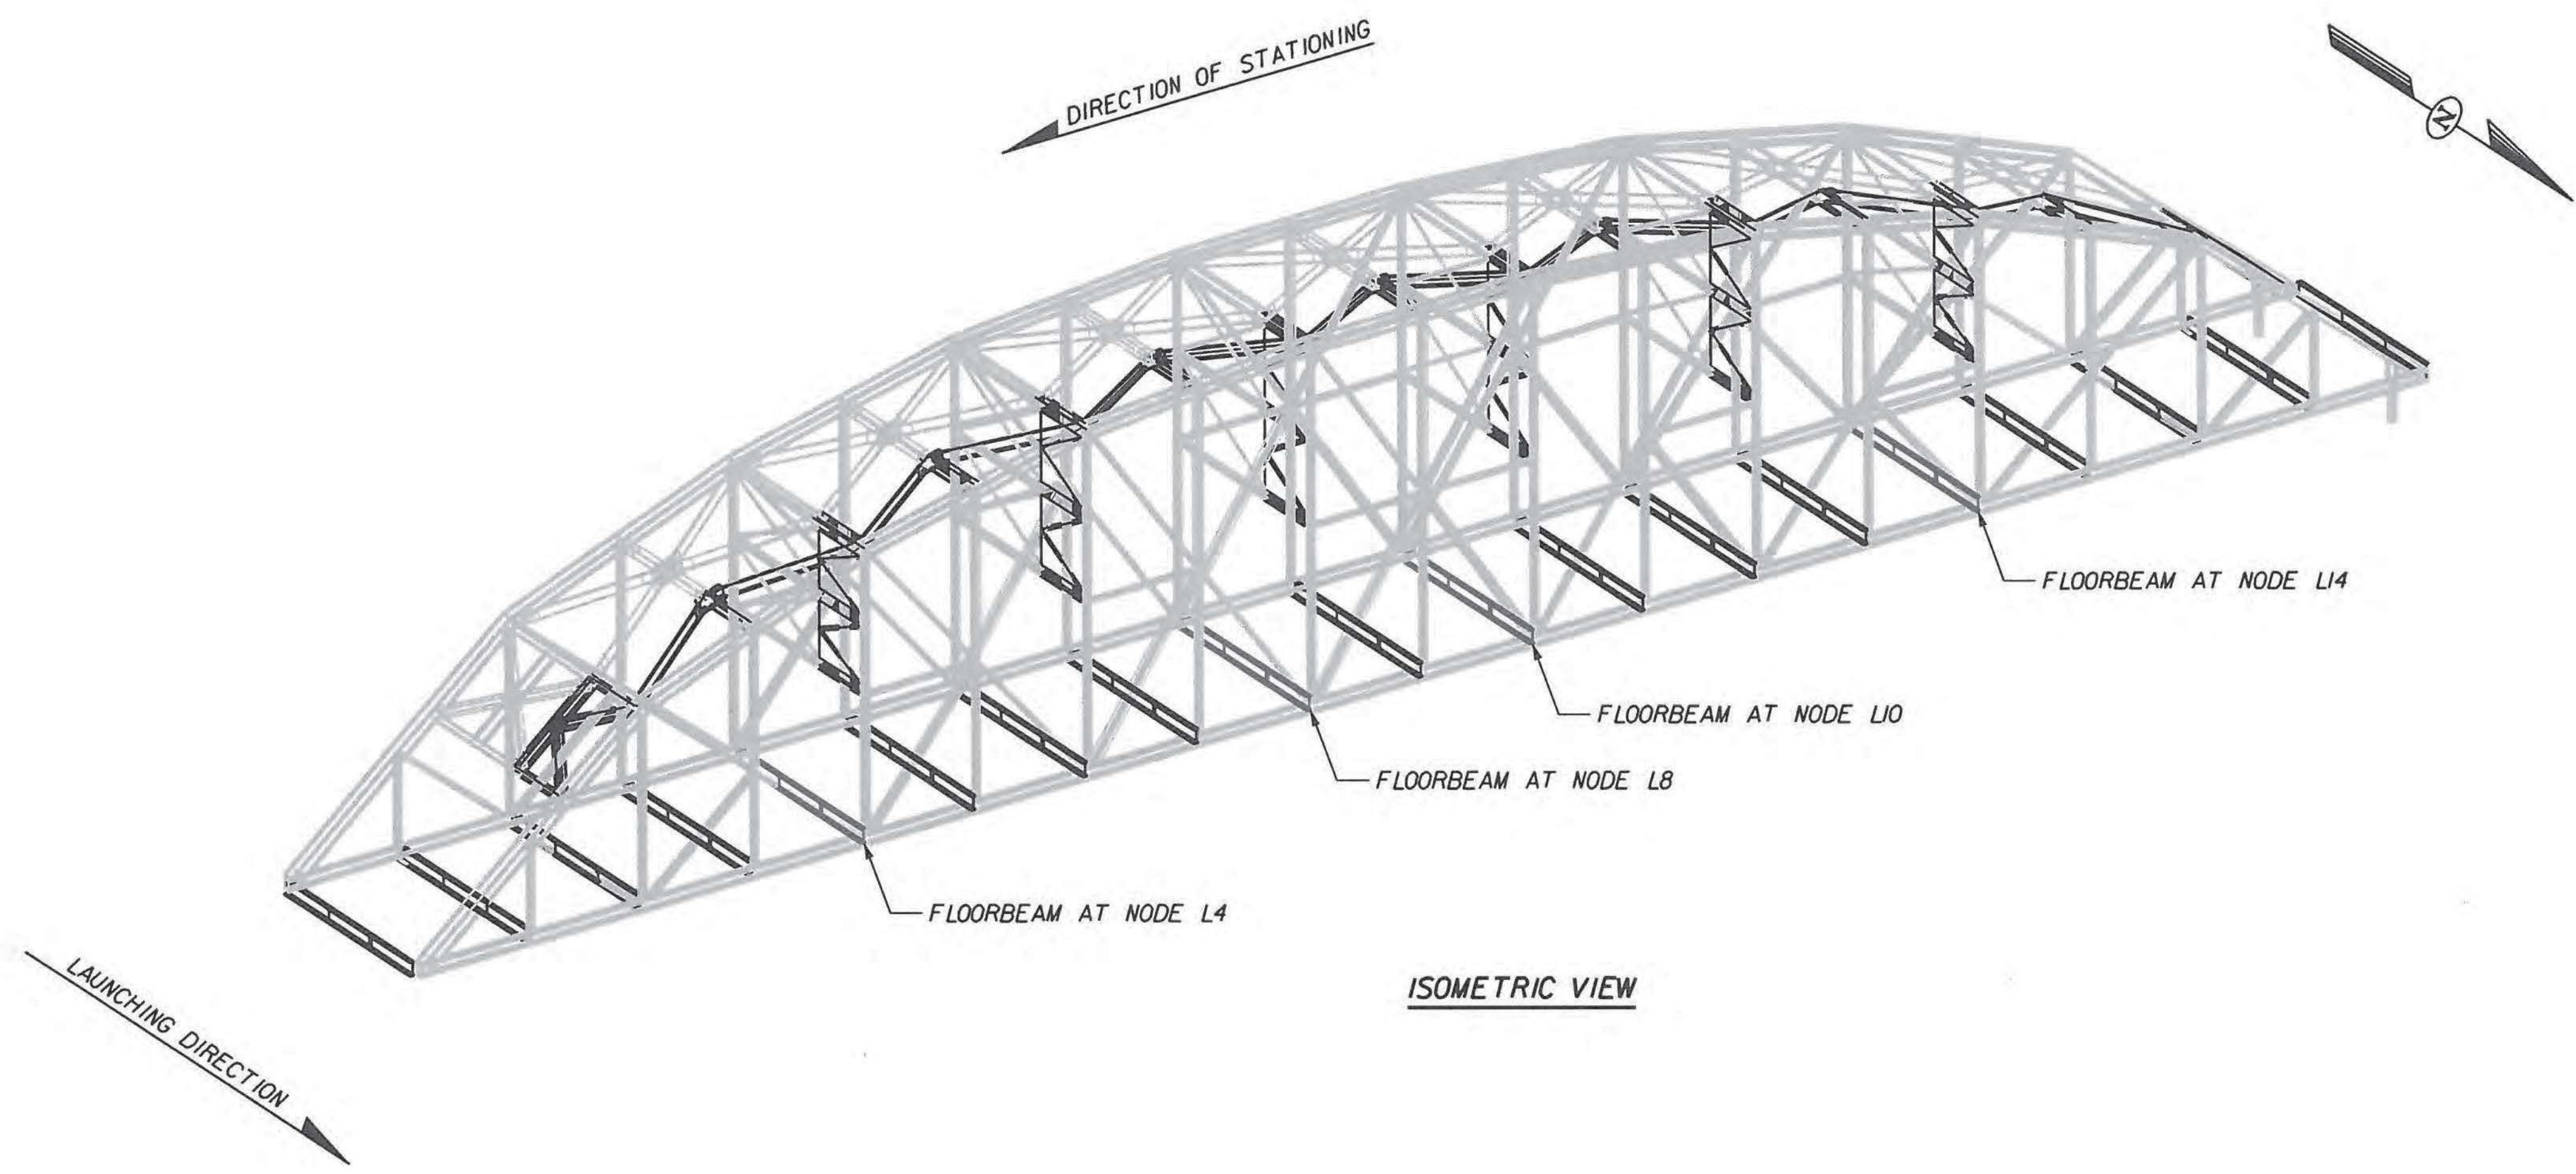 DIRECTION OF STATIONING
N
FLOORBEAM AT NODE L14
FLOORBEAM AT NODE L10
FLOORBEAM AT NODE L8
FLOORBEAM AT NODE L4
LAUNCHING DIRECTION
ISOMETRIC VIEW